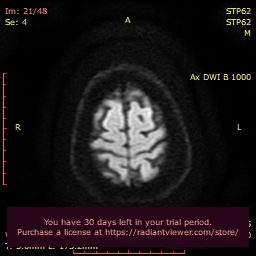 Im: 21/48
Se: 4
STP62
STP62
M
A
Ax DWI B 1000
R
L
You have 30 days left in your trial period.
Purchase a license at https://radiantviewer.com/store/